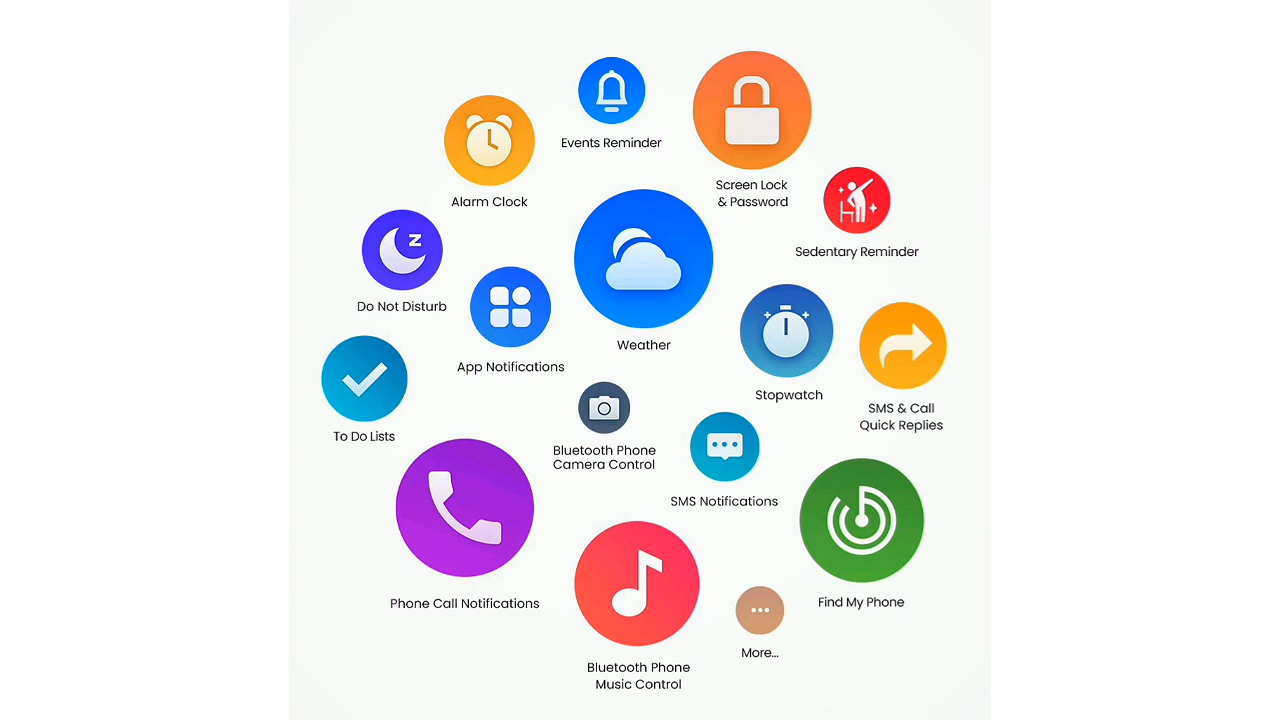 Events Reminder
Alarm Clock
Screen Lock
& Password
Sedentary Reminder
Z
Do Not Disturb
Weather
App Notifications
Stopwatch
SMS & Call
Quick Replies
To Do Lists
Bluetooth Phone
Camera Control
SMS Notifications
Phone Call Notifications
Find My Phone
More...
Bluetooth Phone
Music Control